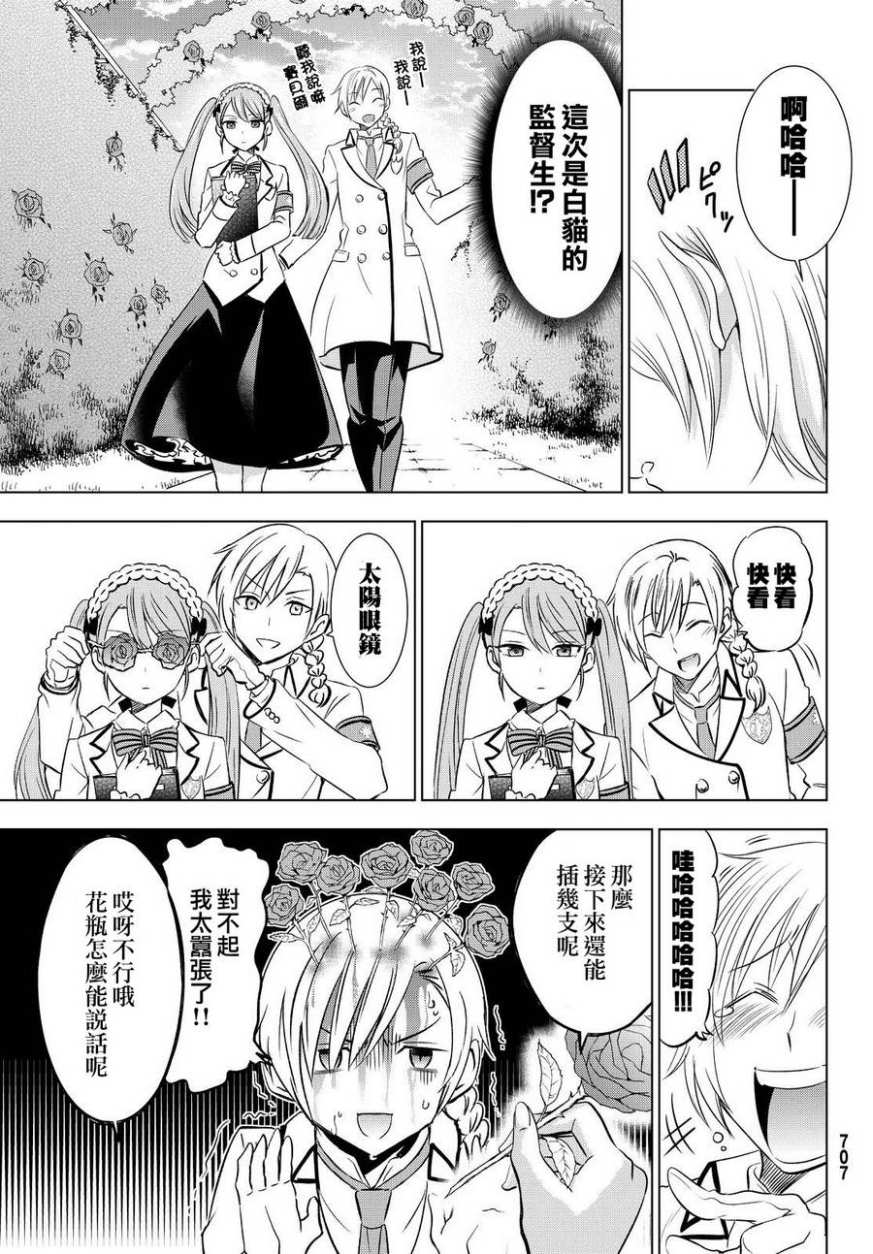 啊哈哈—
ピクッ
這次是白貓的
監督生!?
我說—
我說—
聽我說嘛
賽貝爾
快看
快看
太陽眼鏡
哇哈哈哈哈哈!!!
那麼
接下來還能
插幾支呢
對不起
我太囂張了!!
哎呀不行哦
花瓶怎麼能說話呢
707